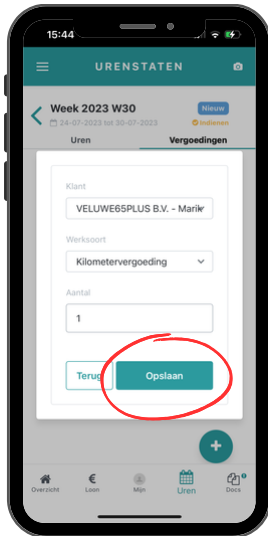 15:44
URENSTATEN
Week 2023 W30
Nieuw
24-07-2023 tot 30-07-2023
Indienen
Uren
Vergoedingen
Klant
VELUWE65PLUS B.V. - Marik
Werksoort
Kilometervergoeding
Aantal
1
Terug
Opslaan
+
Overzicht
Loon
Mijn
Uren
Docs